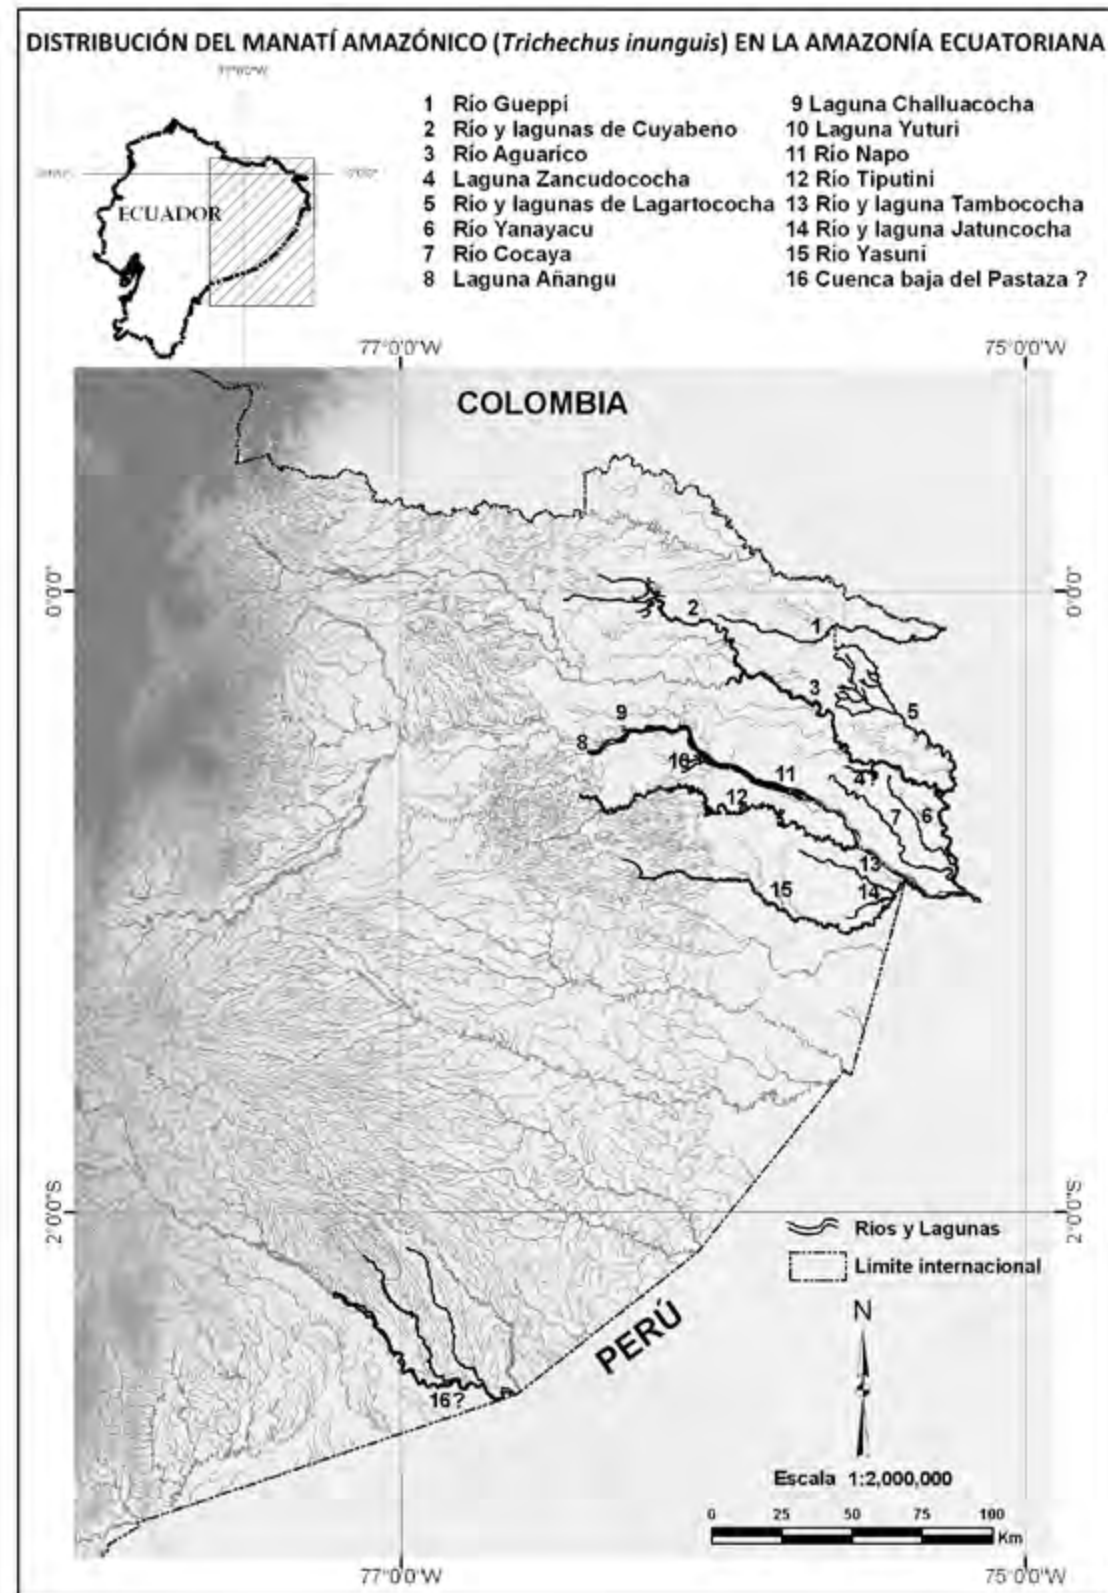 DISTRIBUCIÓN DEL MANATÍ AMAZÓNICO (Trichechus inunguis) EN LA AMAZONÍA ECUATORIANA
1 Río Gueppi
2 Río y lagunas de Cuyabeno
3 Río Aguarico
4 Laguna Zancudococha
5 Río y lagunas de Lagartococha
6 Río Yanayacu
7 Río Cocaya
8 Laguna Añangu
9 Laguna Challuacocha
10 Laguna Yuturi
11 Río Napo
12 Río Tiputini
13 Río y laguna Tambococha
14 Río y laguna Jatuncocha
15 Río Yasuní
16 Cuenca baja del Pastaza ?
ECUADOR
77°0'0"W
75°0'0"W
COLOMBIA
0°0'0"
0°0'0"
2
1
3
5
9
8
10
11
4
12
7
6
13
15
14
2°0'0"S
2°0'0"S
Rios y Lagunas
Limite internacional
N
PERÚ
16?
Escala 1:2,000,000
0 25 50 75 100
Km
77°0'0"W
75°0'0"W